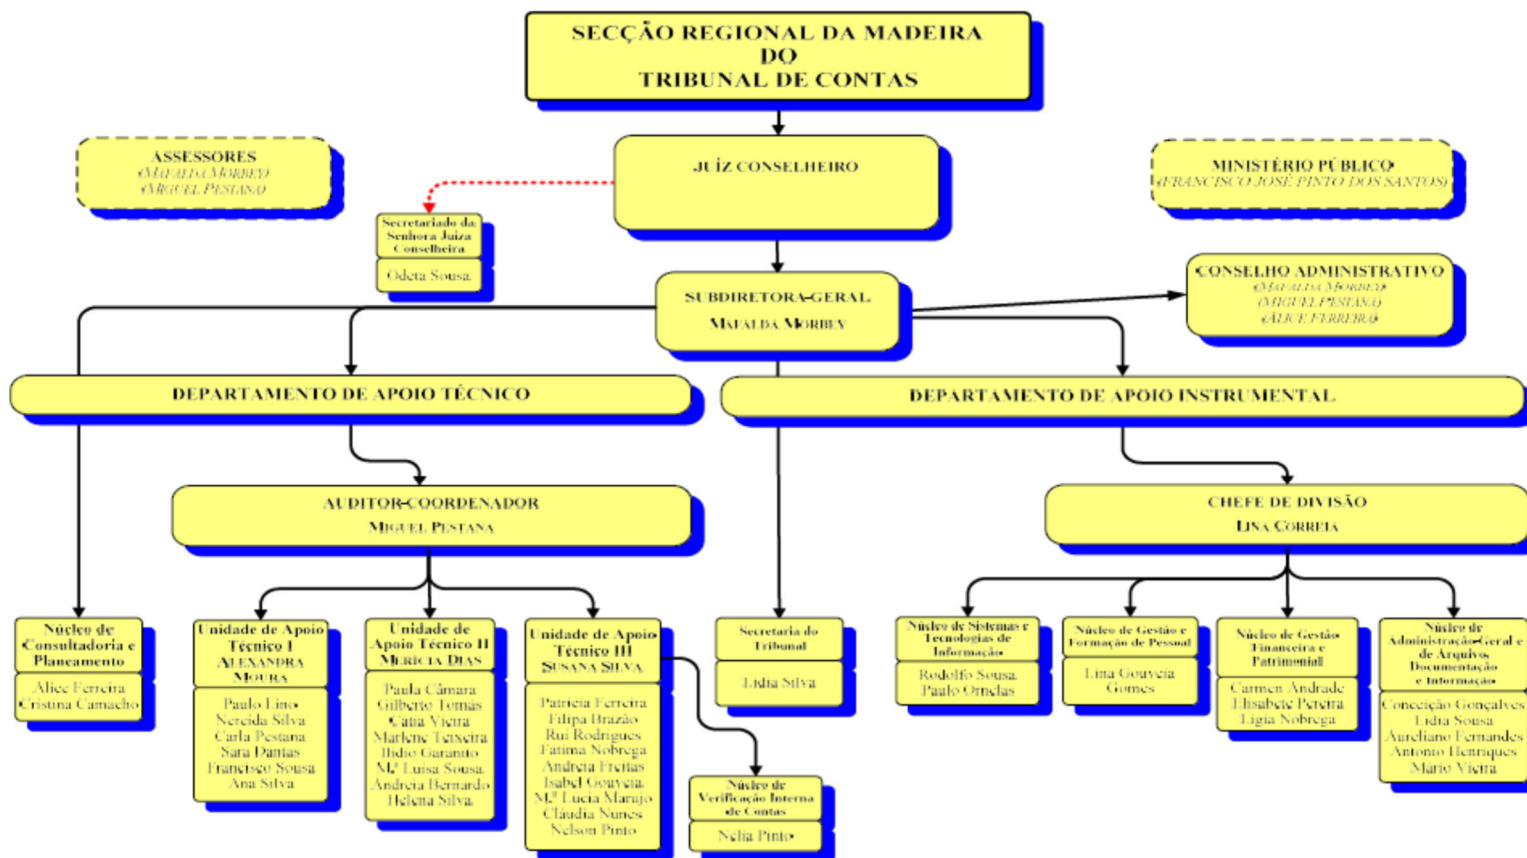 SECÇÃO REGIONAL DA MADEIRA
DO
TRIBUNAL DE CONTAS
ASSESSORES
(MAFALDA MORBEY)
(MIGUEL PESTANA)
JUÍZ CONSELHEIRO
MINISTÉRIO PÚBLICO
(FRANCISCO JOSÉ PINTO DOS SANTOS)
Secretariado da
Senhora Juíza
Conselheira
Odeta Sousa
SUBDIRETORA-GERAL
MAFALDA MORBEY
CONSELHO ADMINISTRATIVO
(MAFALDA MORBEY)
(MIGUEL PESTANA)
(ALICE FERREIRA)
DEPARTAMENTO DE APOIO TÉCNICO
DEPARTAMENTO DE APOIO INSTRUMENTAL
AUDITOR-COORDENADOR
MIGUEL PESTANA
CHEFE DE DIVISÃO
LINA CORREIA
Núcleo de
Consultadoria e
Planeamento
Alice Ferreira
Cristina Camacho
Unidade de Apoio
Técnico I
ALEXANDRA
MOURA
Paulo Lino
Nereida Silva
Carla Pestana
Sara Dantas
Francisco Sousa
Ana Silva
Unidade de
Apoio Técnico II
MERÍCIA DIAS
Paula Câmara
Gilberto Tomás
Cátia Vieira
Marlene Teixeira
Ilídio Garanito
M.ª Luísa Sousa
Andreia Bernardo
Helena Silva
Unidade de Apoio
Técnico III
SUSANA SILVA
Patrícia Ferreira
Filipa Brazão
Rui Rodrigues
Fátima Nóbrega
Andreia Freitas
Isabel Gouveia
M.ª Lucia Marujo
Cláudia Nunes
Nelson Pinto
Núcleo de
Verificação Interna
de Contas
Nélia Pinto
Secretaria do
Tribunal
Lídia Silva
Núcleo de Sistemas e
Tecnologias de
Informação
Rodolfo Sousa
Paulo Ornelas
Núcleo de Gestão e
Formação de Pessoal
Lina Gouveia
Gomes
Núcleo de Gestão
Financeira e
Patrimonial
Carmen Andrade
Elisabete Pereira
Lígia Nóbrega
Núcleo de
Administração-Geral e
de Arquivo,
Documentação
e Informação
Conceição Gonçalves
Lídia Sousa
Aureliano Fernandes
António Henriques
Mário Vieira